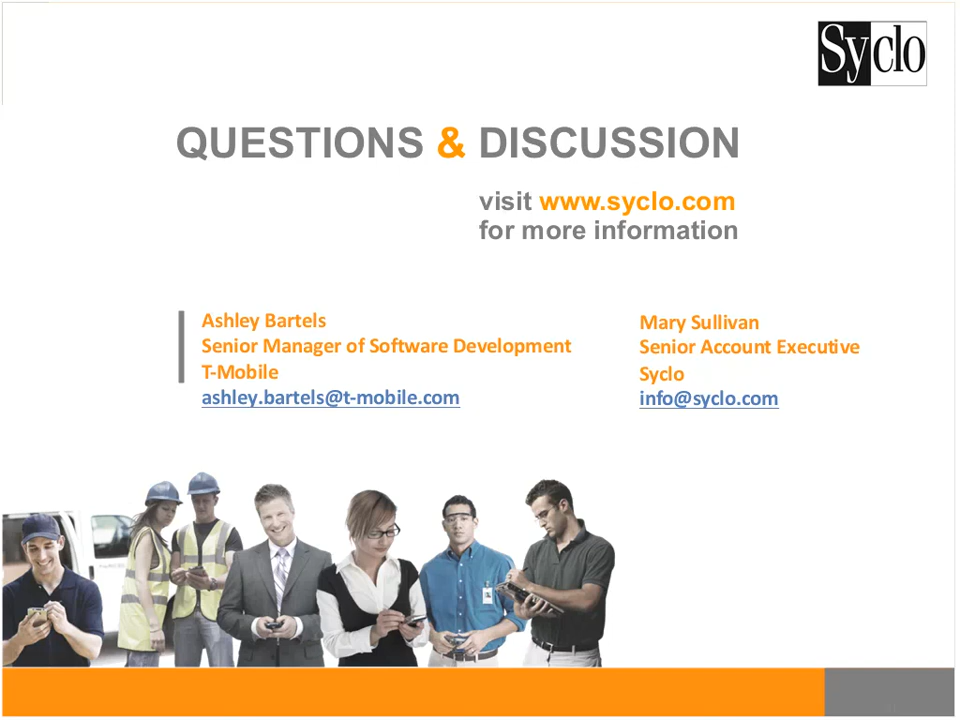 Syclo
QUESTIONS & DISCUSSION
visit www.syclo.com
for more information
Ashley Bartels
Senior Manager of Software Development
T-Mobile
ashley.bartels@t-mobile.com
Mary Sullivan
Senior Account Executive
Syclo
info@syclo.com